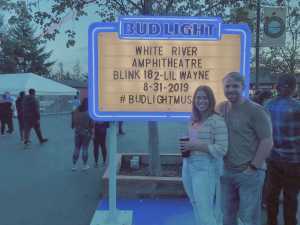 BUD LIGHT
WHITE RIVER
AMPHITHEATRE
BLINK 182-LIL WAYNE
8-31-2019
#BUDLIGHTMUS